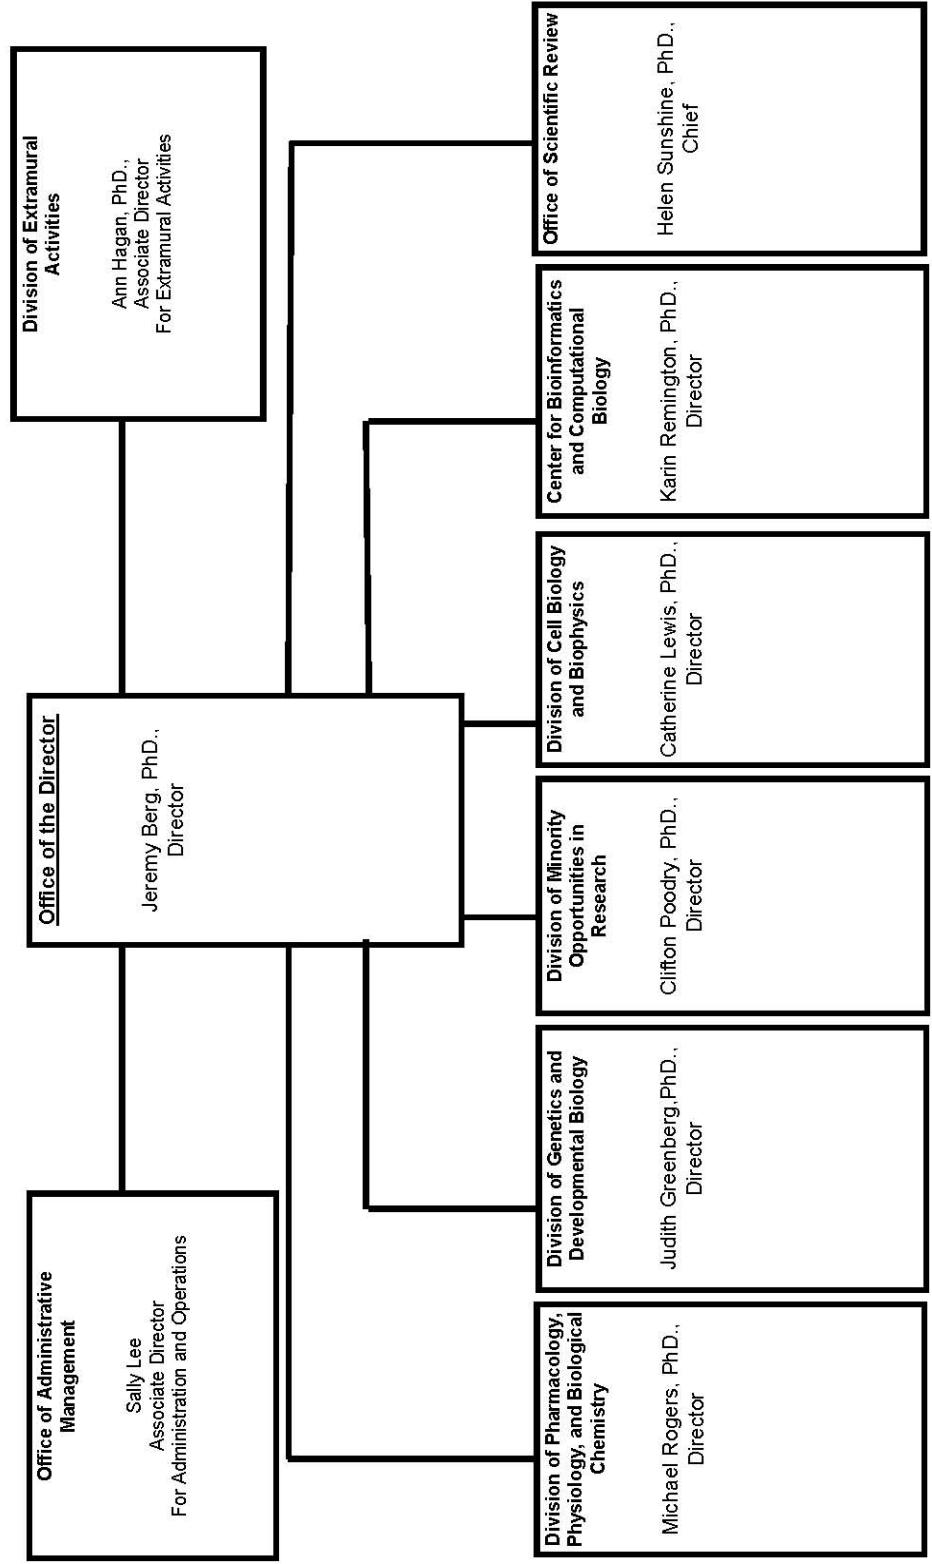 Office of Administrative
Management
Sally Lee
Associate Director
For Administration and Operations
Office of the Director
Jeremy Berg, PhD.,
Director
Division of Extramural
Activities
Ann Hagan, PhD.,
Associate Director
For Extramural Activities
Division of Pharmacology,
Physiology, and Biological
Chemistry
Michael Rogers, PhD.,
Director
Division of Genetics and
Developmental Biology
Judith Greenberg,PhD.,
Director
Division of Minority
Opportunities in
Research
Clifton Poodry, PhD.,
Director
Division of Cell Biology
and Biophysics
Catherine Lewis, PhD.,
Director
Center for Bioinformatics
and Computational
Biology
Karin Remington, PhD.,
Director
Office of Scientific Review
Helen Sunshine, PhD.,
Chief